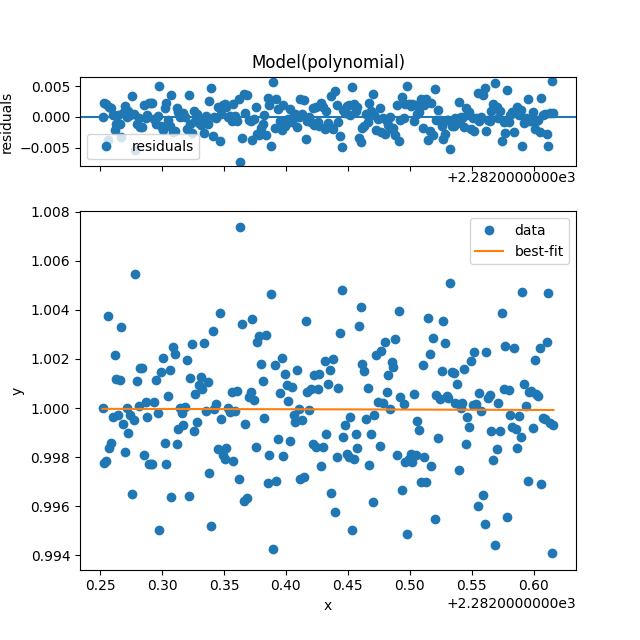 Model(polynomial)
residuals
0.005
0.000
−0.005
residuals
+2.2820000000e3
y
1.008
1.006
1.004
1.002
1.000
0.998
0.996
0.994
data
best-fit
0.25 0.30 0.35 0.40 0.45 0.50 0.55 0.60
x
+2.2820000000e3